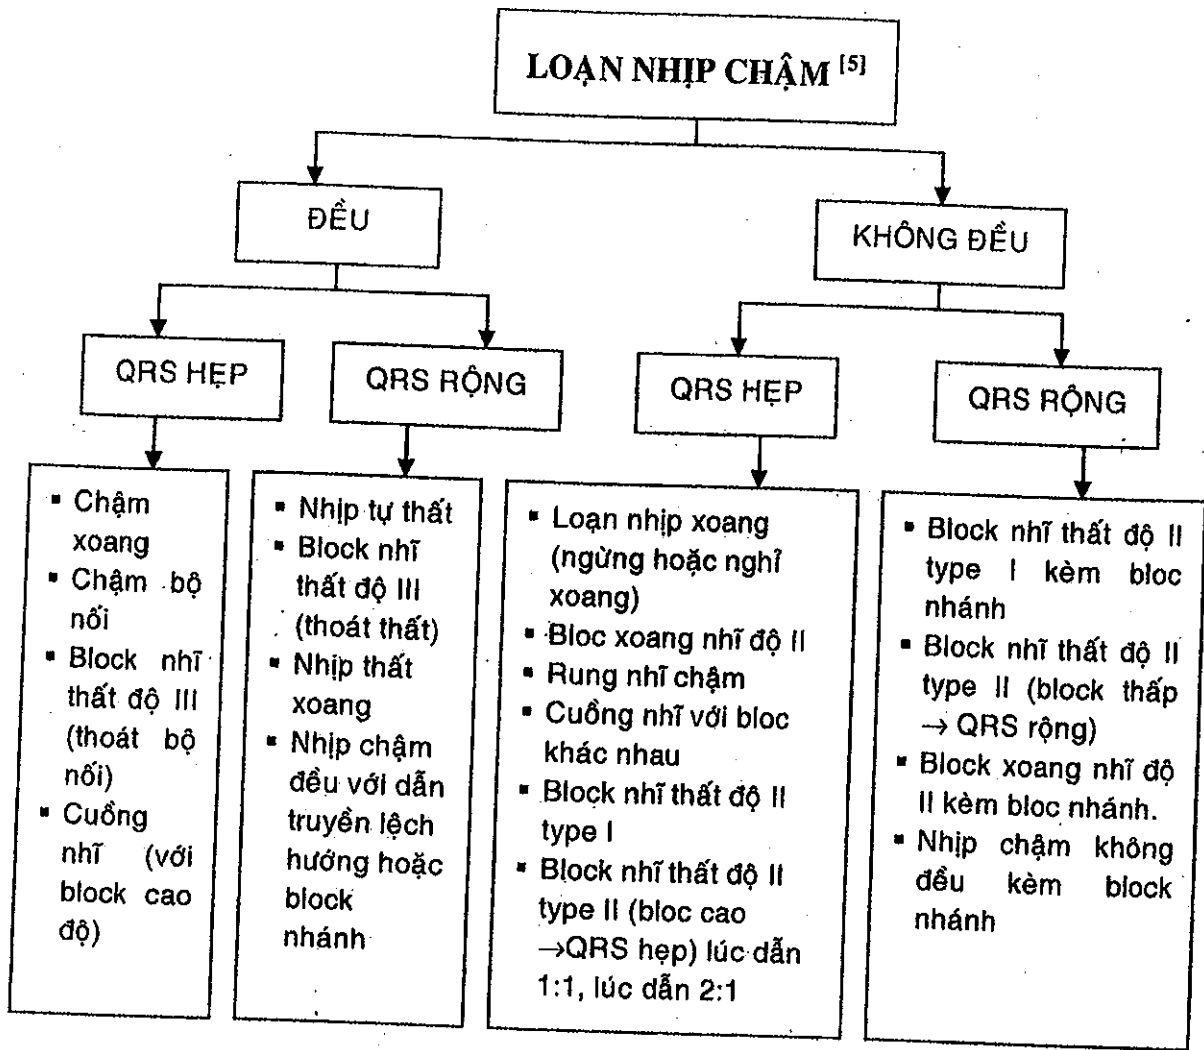 LOẠN NHỊP CHẬM [5]
ĐỀU
KHÔNG ĐỀU
QRS HẸP
QRS RỘNG
QRS HẸP
QRS RỘNG
▪ Chậm
xoang
▪ Chậm bộ
nối
▪ Block nhĩ
thất độ III
(thoát bộ
nối)
▪ Cuồng
nhĩ (với
block cao
độ)
▪ Nhịp tự thất
▪ Block nhĩ
thất độ III
(thoát thất)
▪ Nhịp thất
xoang
▪ Nhịp chậm
đều với dẫn
truyền lệch
hướng hoặc
block
nhánh
▪ Loạn nhịp xoang
(ngừng hoặc nghỉ
xoang)
▪ Bloc xoang nhĩ độ II
▪ Rung nhĩ chậm
▪ Cuồng nhĩ với bloc
khác nhau
▪ Block nhĩ thất độ II
type I
▪ Block nhĩ thất độ II
type II (bloc cao
→QRS hẹp) lúc dẫn
1:1, lúc dẫn 2:1
▪ Block nhĩ thất độ II
type I kèm bloc
nhánh
▪ Block nhĩ thất độ II
type II (block thấp
→ QRS rộng)
▪ Block xoang nhĩ độ
II kèm bloc nhánh.
▪ Nhịp chậm không
đều kèm block
nhánh